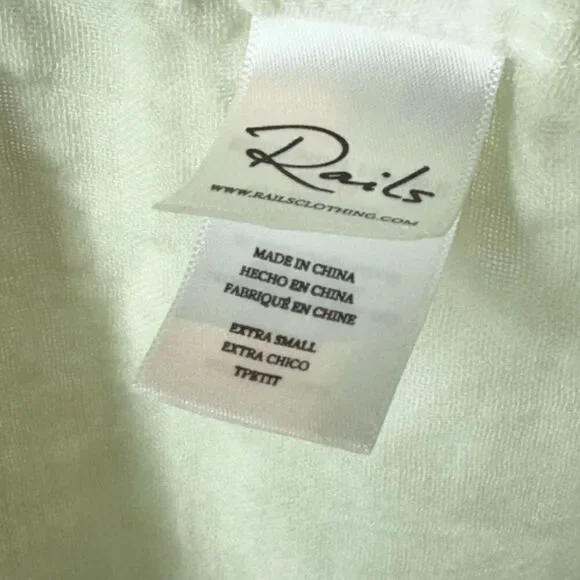 Rails
WWW.RAILSCLOTHING.COM
MADE IN CHINA
HECHO EN CHINA
FABRIQUÉ EN CHINE
EXTRA SMALL
EXTRA CHICO
TPETIT